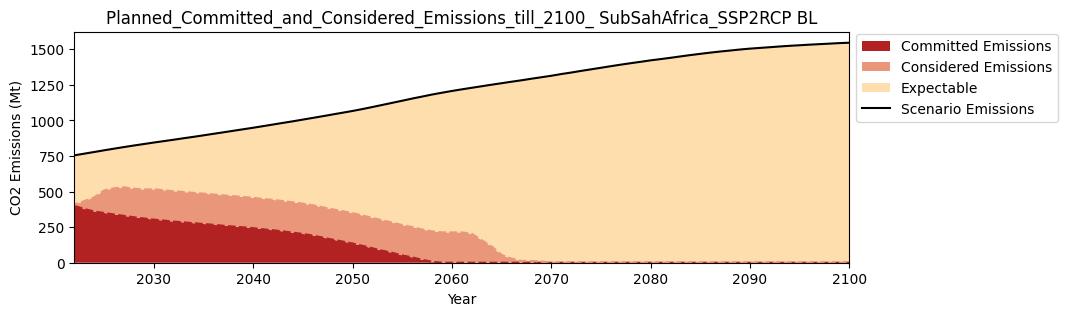 Planned_Committed_and_Considered_Emissions_till_2100_ SubSahAfrica_SSP2RCP BL
CO2 Emissions (Mt)
1500
1250
1000
750
500
250
0
2030 2040 2050 2060 2070 2080 2090 2100
Year
Committed Emissions
Considered Emissions
Expectable
Scenario Emissions